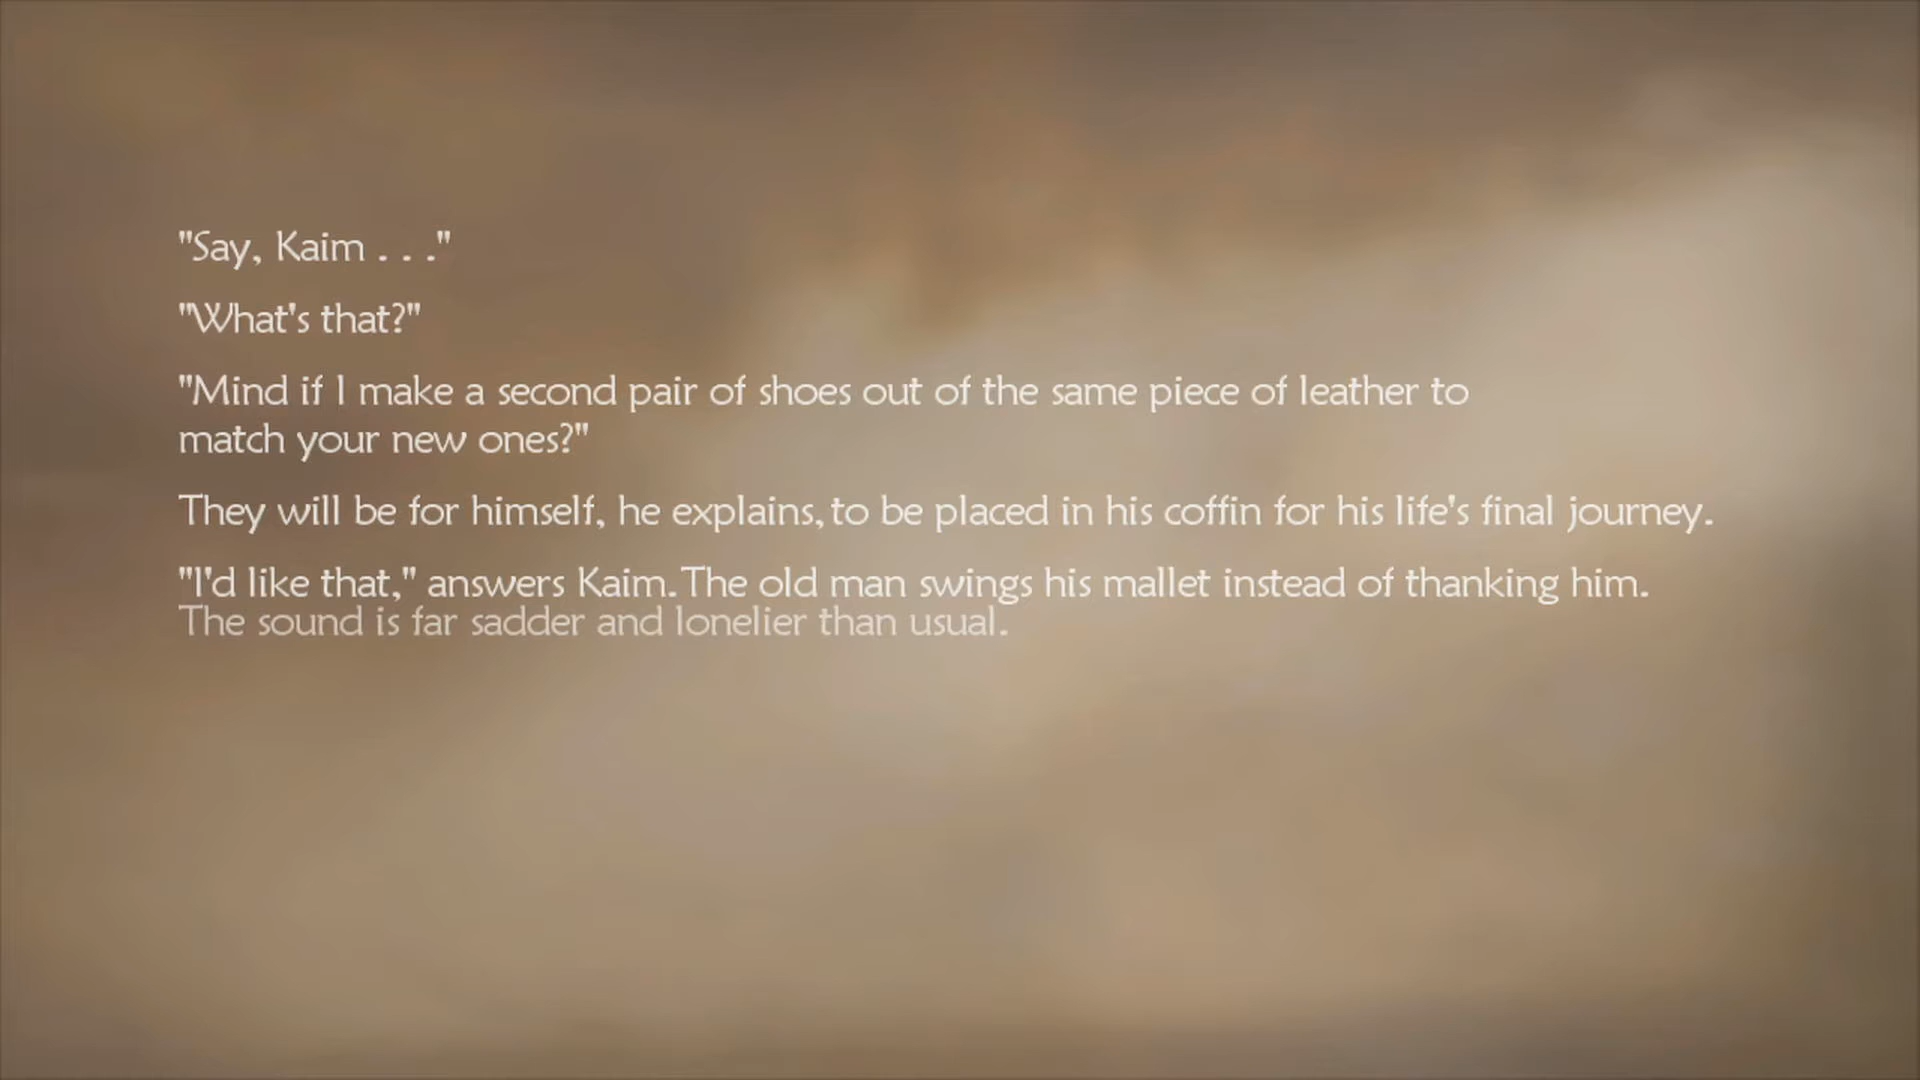 "Say, Kaim . . ."
"What's that?"
"Mind if I make a second pair of shoes out of the same piece of leather to
match your new ones?"
They will be for himself, he explains, to be placed in his coffin for his life's final journey.
"I'd like that," answers Kaim. The old man swings his mallet instead of thanking him.
The sound is far sadder and lonelier than usual.